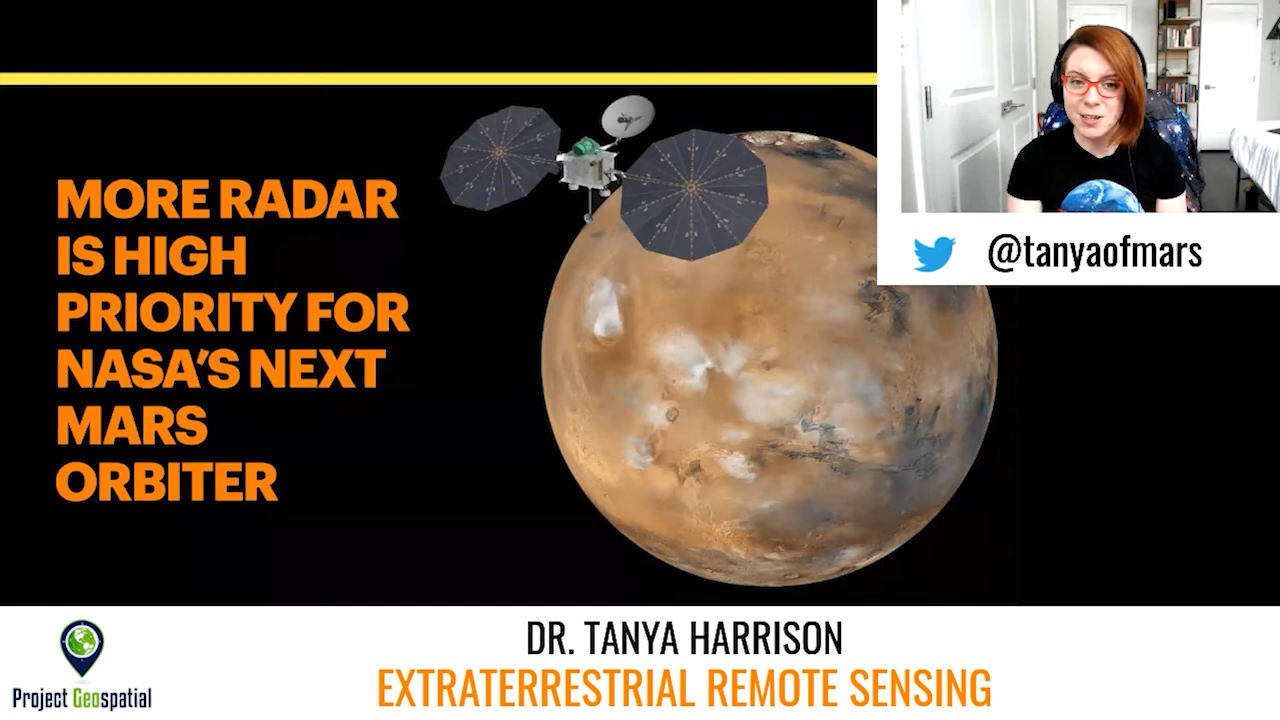 MORE RADAR
IS HIGH
PRIORITY FOR
NASA'S NEXT
MARS
ORBITER
@tanyaofmars
DR. TANYA HARRISON
EXTRATERRESTRIAL REMOTE SENSING
Project Geospatial